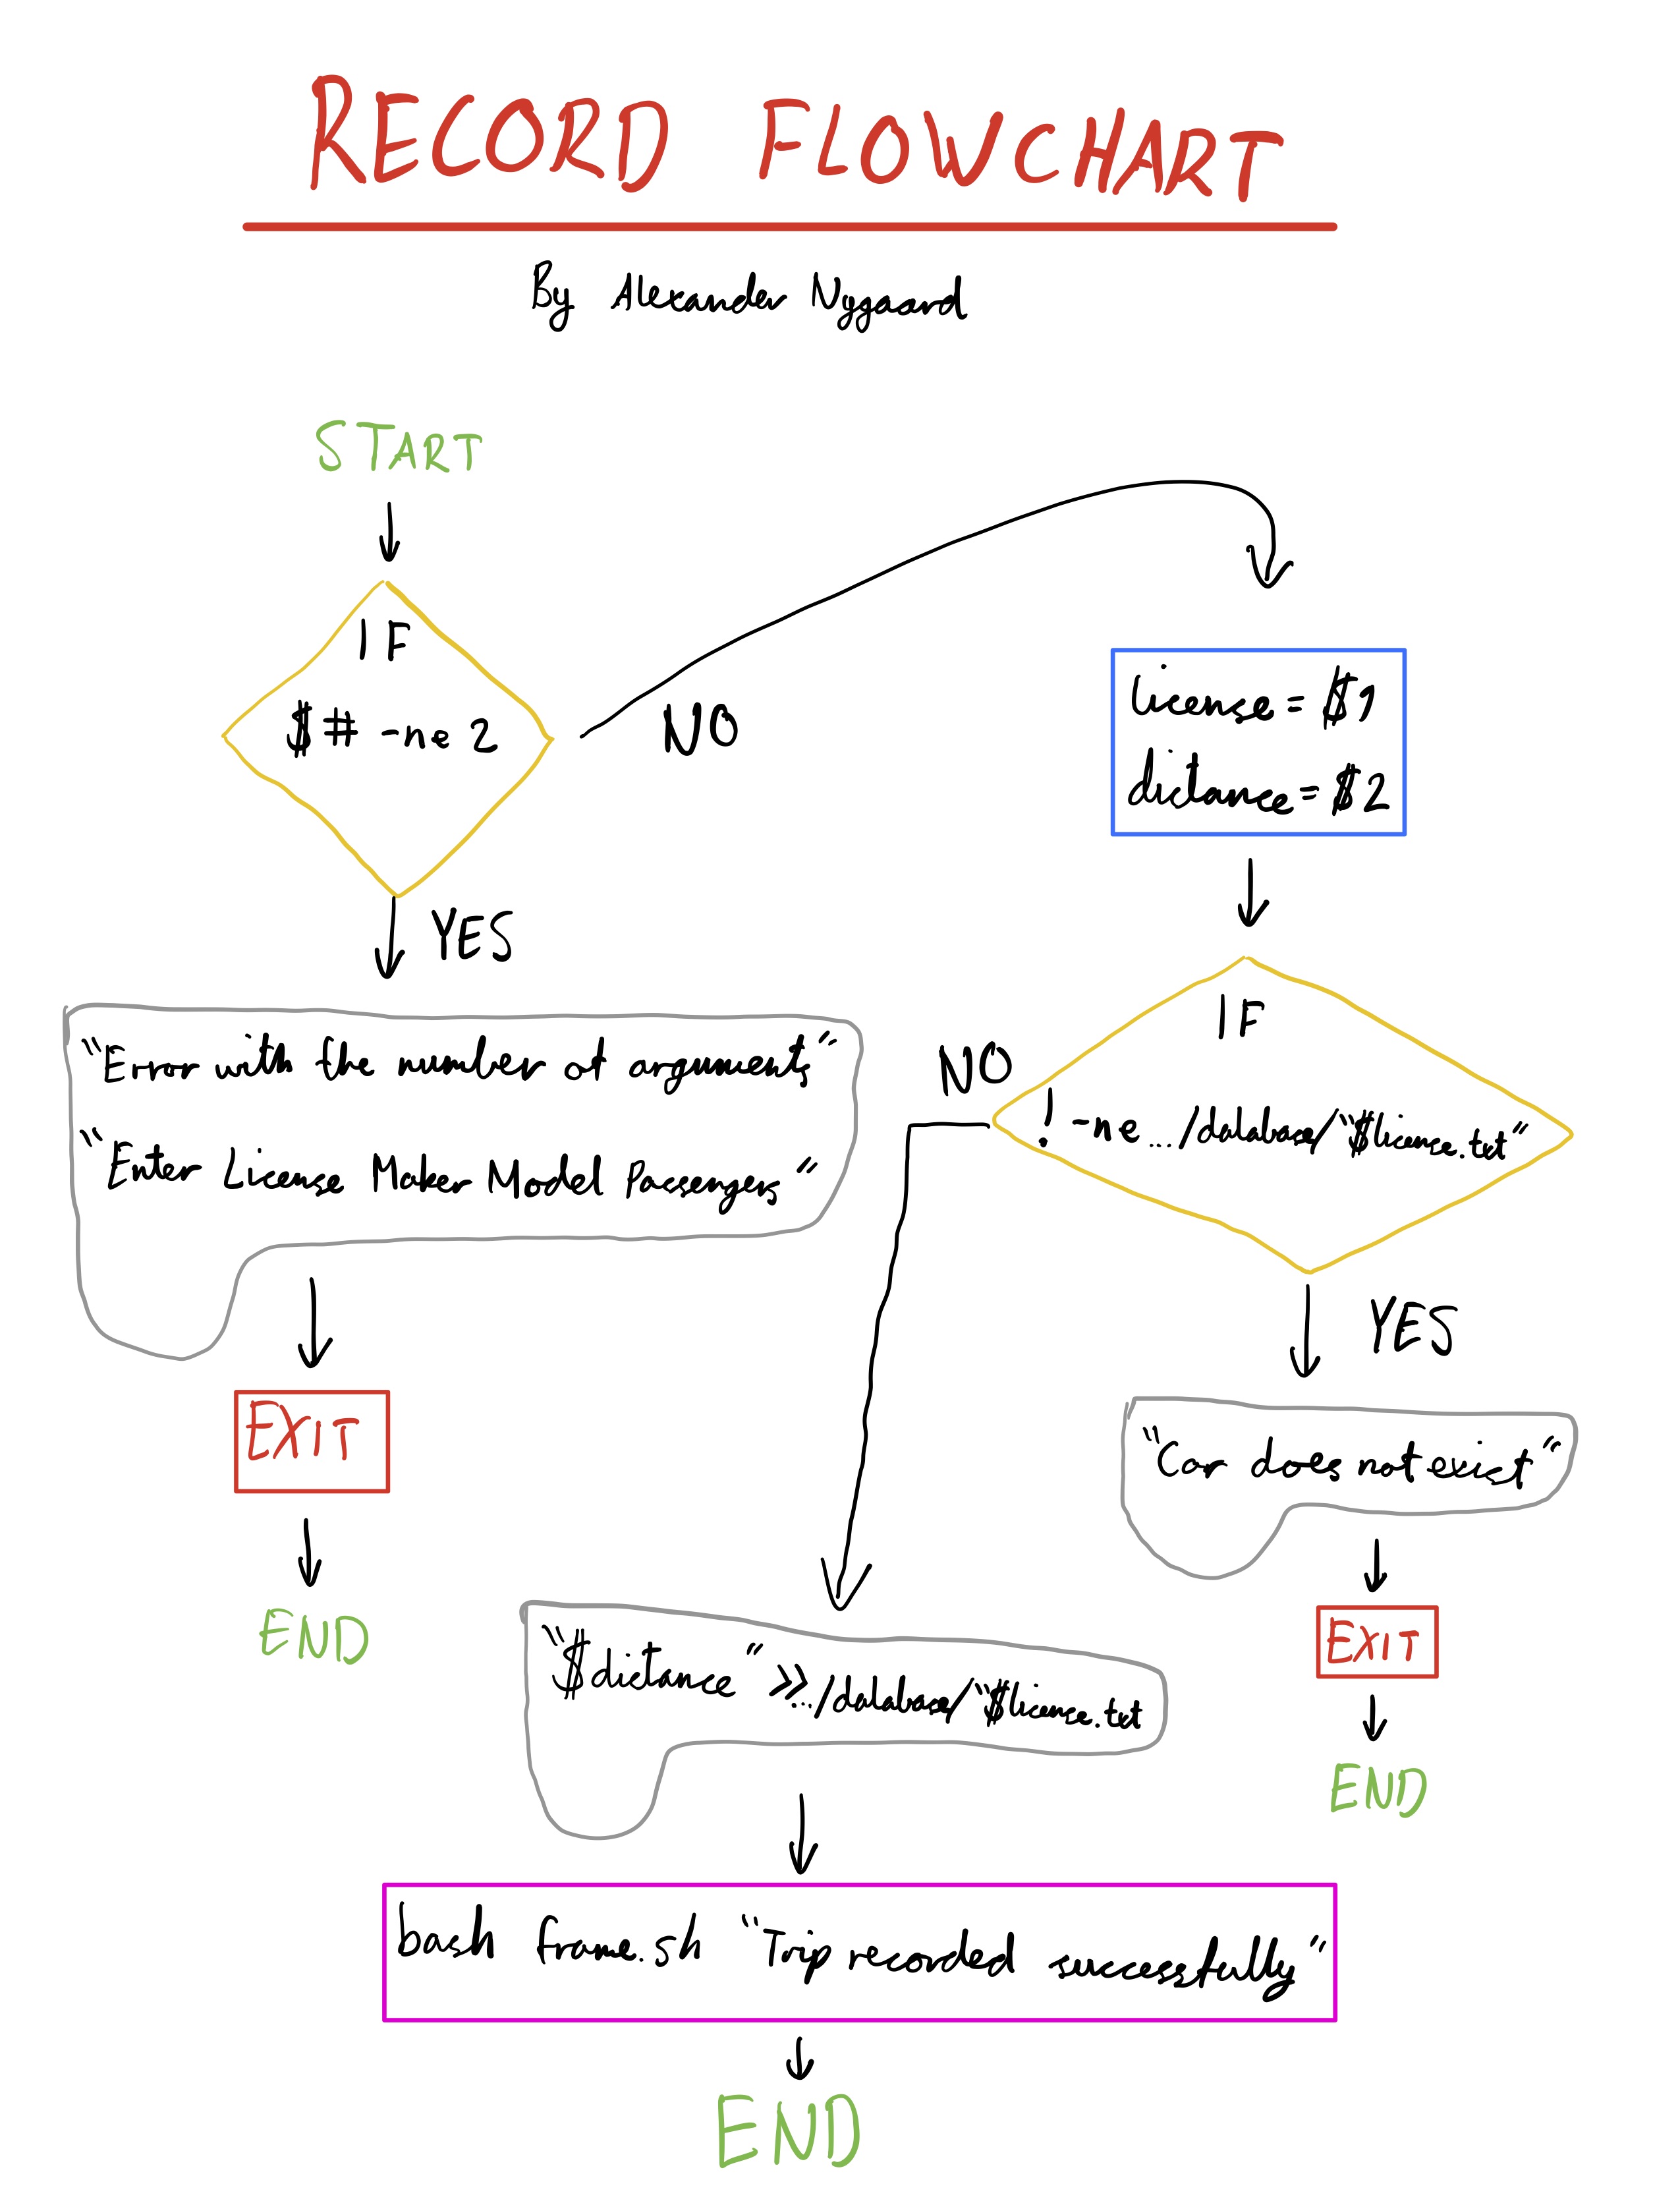 RECORD FLOWCHART
By Alexander Nygaard
START
IF
$# -ne 2
NO
YES
license = $1
distance = $2
IF
! -ne .../database/"$license.txt"
NO
YES
"Error with the number of arguments"
"Enter License Maker Model Passengers"
EXIT
END
"Car does not exist"
EXIT
END
"$distance" >> .../database/"$license.txt
bash frame.sh "Trip recorded successfully"
END